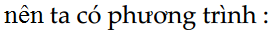 nên ta có phương trình :